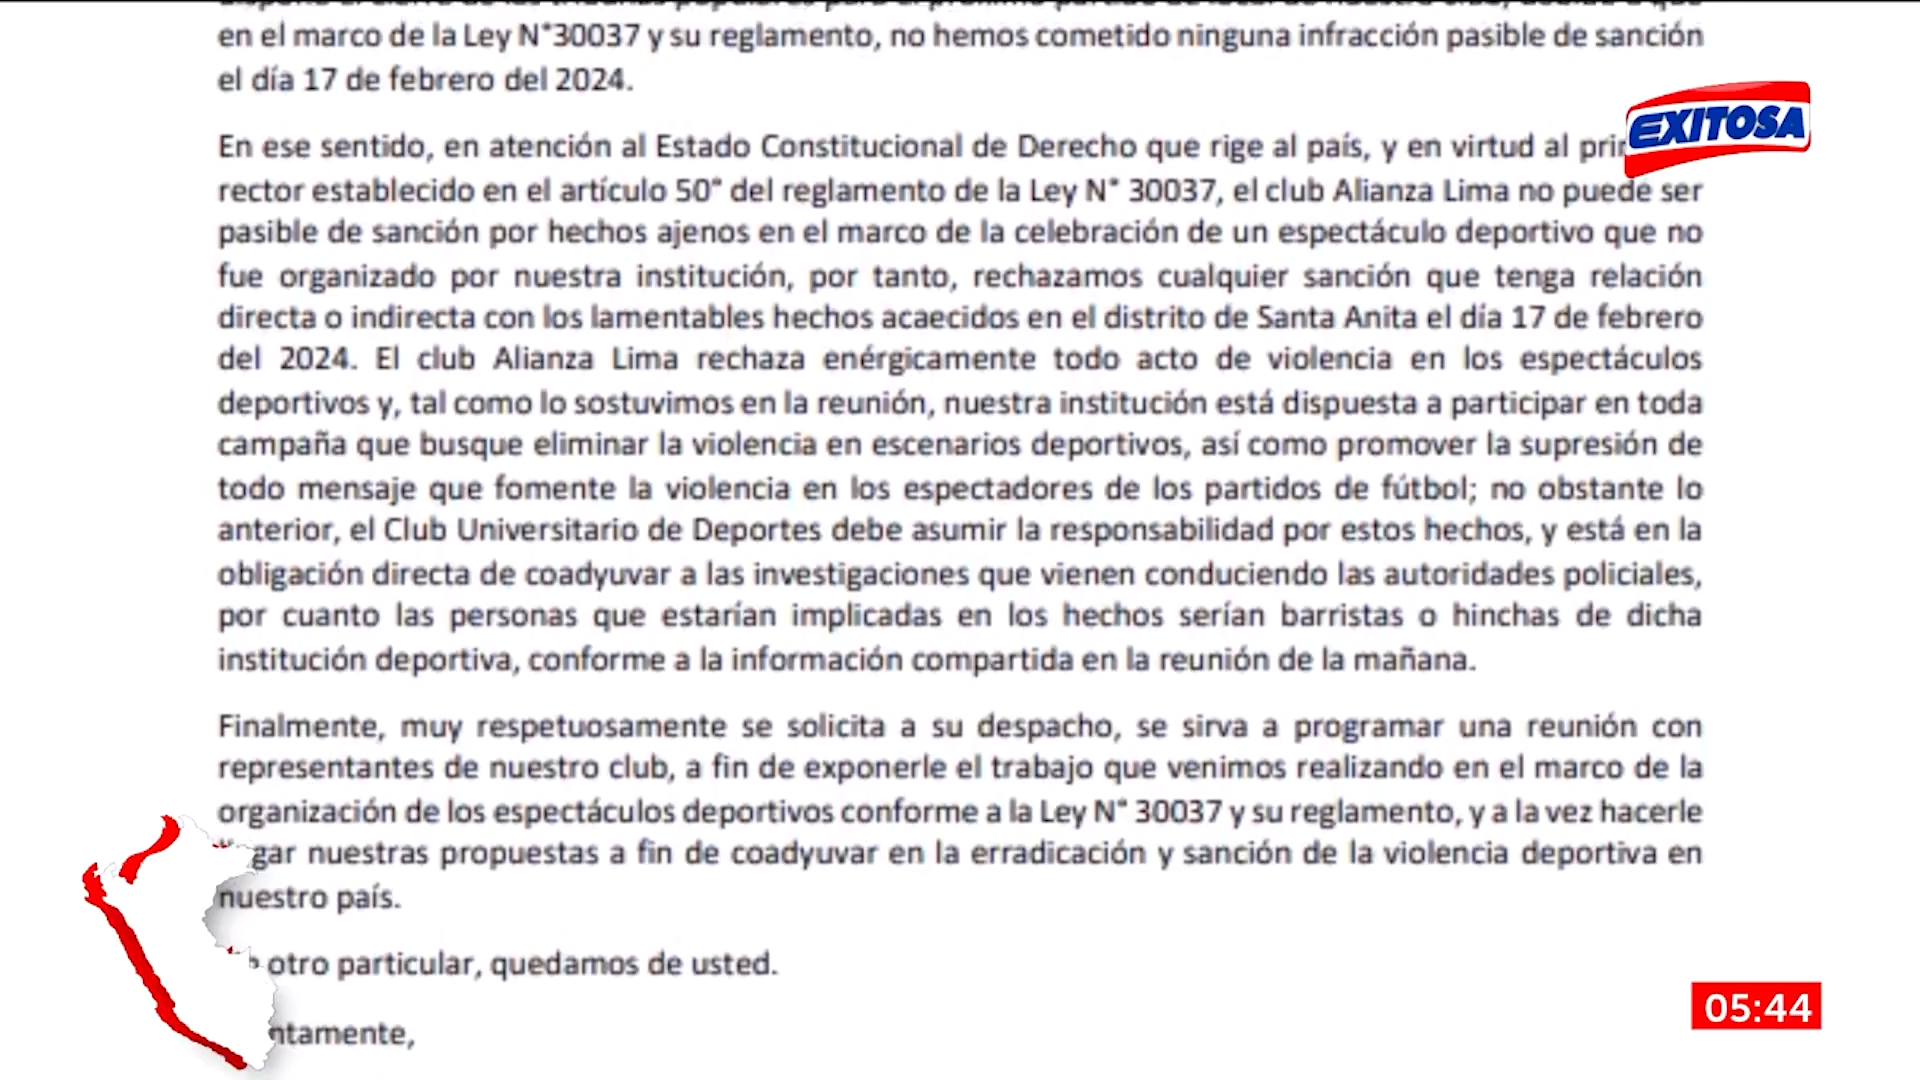 en el marco de la Ley N°30037 y su reglamento, no hemos cometido ninguna infracción pasible de sanción
el día 17 de febrero del 2024.
EXITOSA
En ese sentido, en atención al Estado Constitucional de Derecho que rige al país, y en virtud al
rector establecido en el artículo 50° del reglamento de la Ley N° 30037, el club Alianza Lima no puede ser
pasible de sanción por hechos ajenos en el marco de la celebración de un espectáculo deportivo que no
fue organizado por nuestra institución, por tanto, rechazamos cualquier sanción que tenga relación
directa o indirecta con los lamentables hechos acaecidos en el distrito de Santa Anita el día 17 de febrero
del 2024. El club Alianza Lima rechaza enérgicamente todo acto de violencia en los espectáculos
deportivos y, tal como lo sostuvimos en la reunión, nuestra institución está dispuesta a participar en toda
campaña que busque eliminar la violencia en escenarios deportivos, así como promover la supresión de
todo mensaje que fomente la violencia en los espectadores de los partidos de fútbol; no obstante lo
anterior, el Club Universitario de Deportes debe asumir la responsabilidad por estos hechos, y está en la
obligación directa de coadyuvar a las investigaciones que vienen conduciendo las autoridades policiales,
por cuanto las personas que estarían implicadas en los hechos serían barristas o hinchas de dicha
institución deportiva, conforme a la información compartida en la reunión de la mañana.
Finalmente, muy respetuosamente se solicita a su despacho, se sirva a programar una reunión con
representantes de nuestro club, a fin de exponerle el trabajo que venimos realizando en el marco de la
organización de los espectáculos deportivos conforme a la Ley N° 30037 y su reglamento, y a la vez hacerle
gar nuestras propuestas a fin de coadyuvar en la erradicación y sanción de la violencia deportiva en
nuestro país.
otro particular, quedamos de usted.
ntamente,
05:44